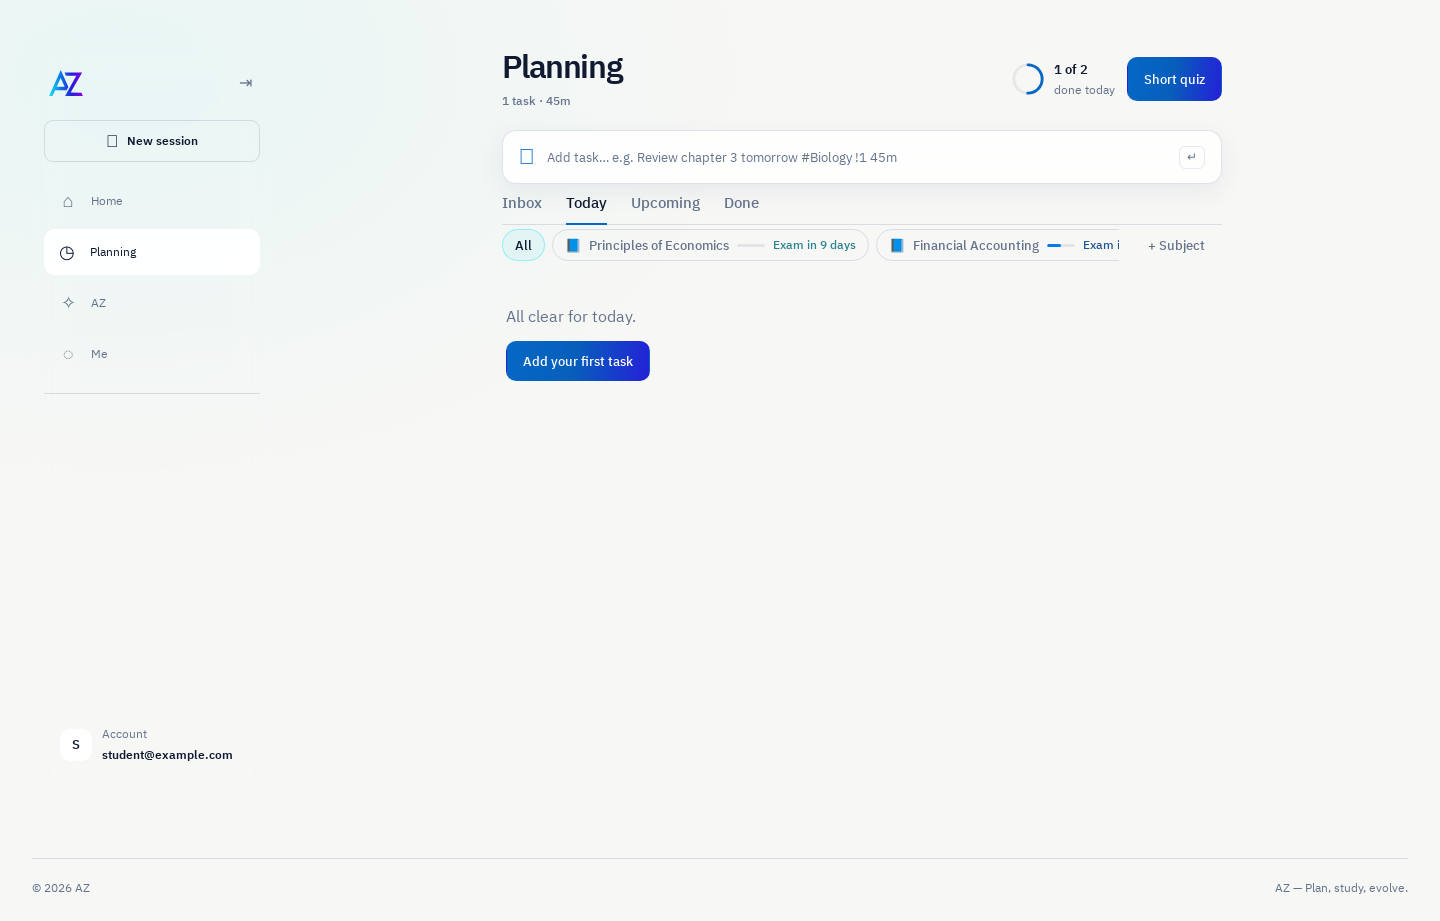 AZ
New session
Home
Planning
AZ
Me
Account
S
student@example.com
Planning
1 task · 45m
1 of 2
done today
Short quiz
Add task... e.g. Review chapter 3 tomorrow #Biology !1 45m
Inbox Today Upcoming Done
All Principles of Economics Exam in 9 days Financial Accounting Exam i + Subject
All clear for today.
Add your first task
© 2026 AZ
AZ — Plan, study, evolve.